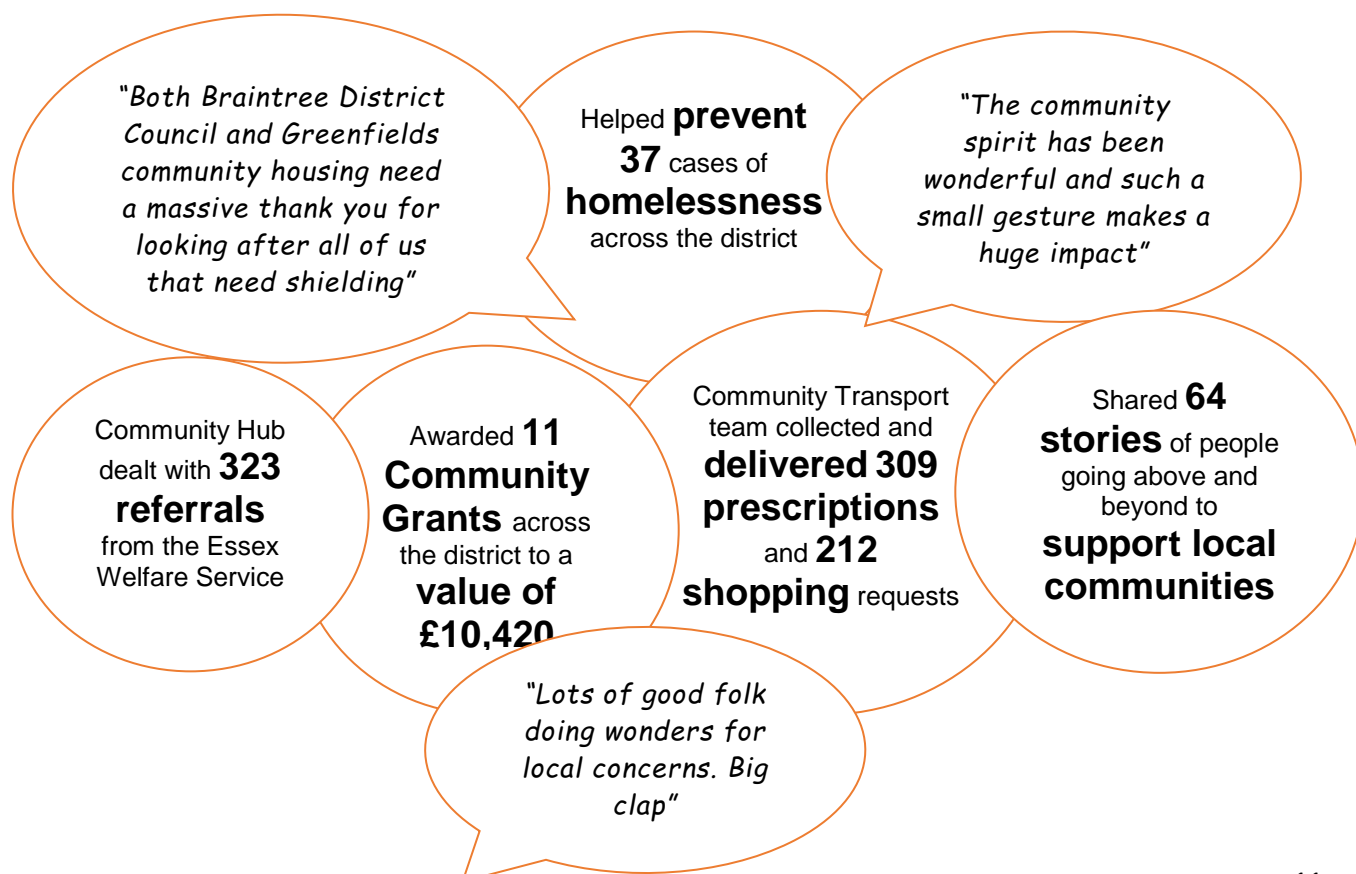 "Both Braintree District
Council and Greenfields
community housing need
a massive thank you for
looking after all of us
that need shielding"
Helped prevent
37 cases of
homelessness
across the district
"The community
spirit has been
wonderful and such a
small gesture makes a
huge impact"
Community Hub
dealt with 323
referrals
from the Essex
Welfare Service
Awarded 11
Community
Grants across
the district to a
value of
£10,420
Community Transport
team collected and
delivered 309
prescriptions
and 212
shopping requests
Shared 64
stories of people
going above and
beyond to
support local
communities
"Lots of good folk
doing wonders for
local concerns. Big
clap"